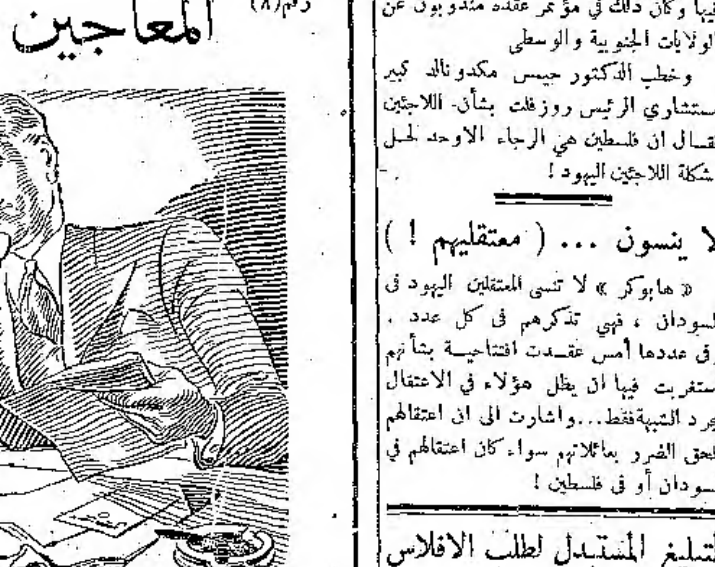 رقم (٨)
المعاجين
فيها وكان ذلك في مؤتمر عقده مندوبون عن
الولايات الجنوبية والوسطى
وخطب الدكتور جيمس مكدونالد كبير
مستشاري الرئيس روزفلت بشأن اللاجئين
فقال ان فلسطين هي الرجاء الاوحد لحل
مشكلة اللاجئين اليهود !
لا ينسون ... ( معتقليهم ! )
« هابوكر » لا تنسى المعتقلين اليهود في
السودان ، فهي تذكرهم في كل عدد .
وفي عددها أمس عقدت افتتاحية بشأنهم
استغربت فيها ان يظل هؤلاء في الاعتقال
لمجرد الشبهة فقط ... واشارت الى ان اعتقالهم
يلحق الضرر بعائلاتهم سواء كان اعتقالهم في
السودان أو في فلسطين !
التبليغ المستبدل لطلب الافلاس